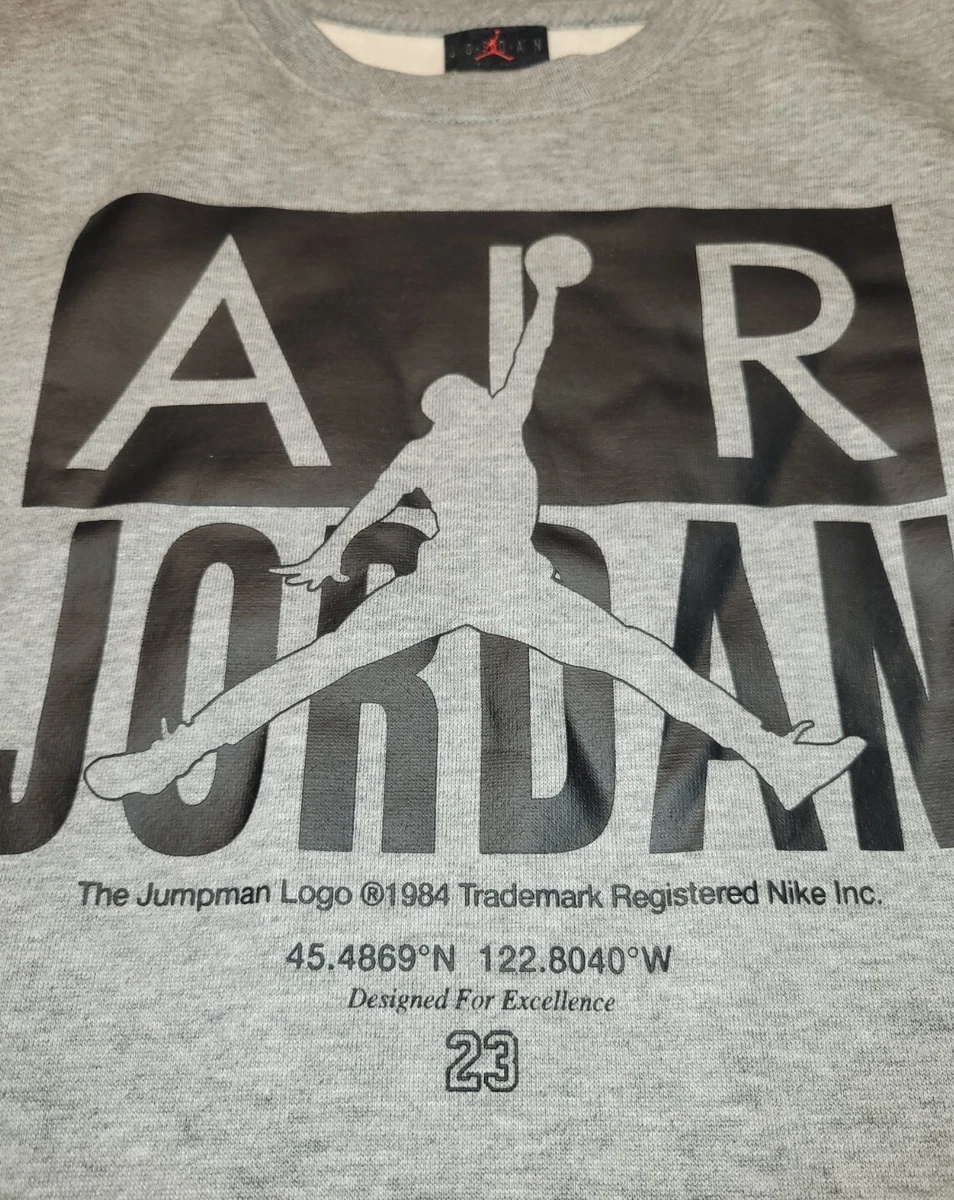 JORDAN
AIR
JORDAN
The Jumpman Logo ®1984 Trademark Registered Nike Inc.
45.4869°N 122.8040°W
Designed For Excellence
23